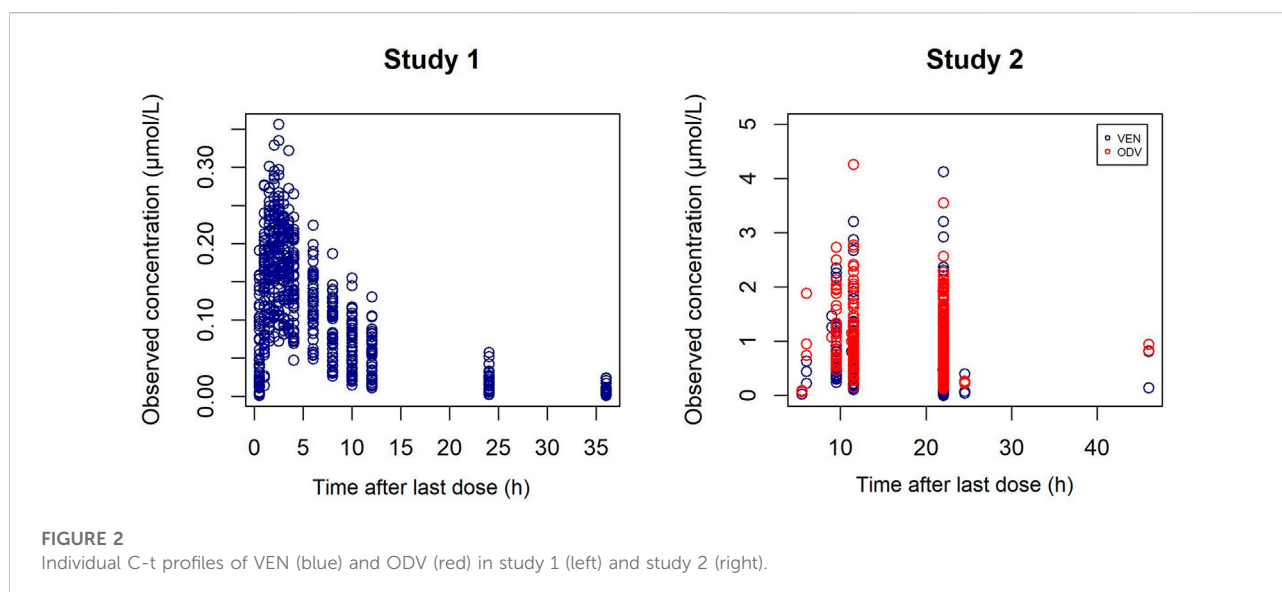 Study 1
Observed concentration (µmol/L)
0.30
0.20
0.10
0.00
0 5 10 15 20 25 30 35
Time after last dose (h)
Study 2
Observed concentration (µmol/L)
5
4
3
2
1
0
VEN
ODV
10 20 30 40
Time after last dose (h)
FIGURE 2
Individual C-t profiles of VEN (blue) and ODV (red) in study 1 (left) and study 2 (right).